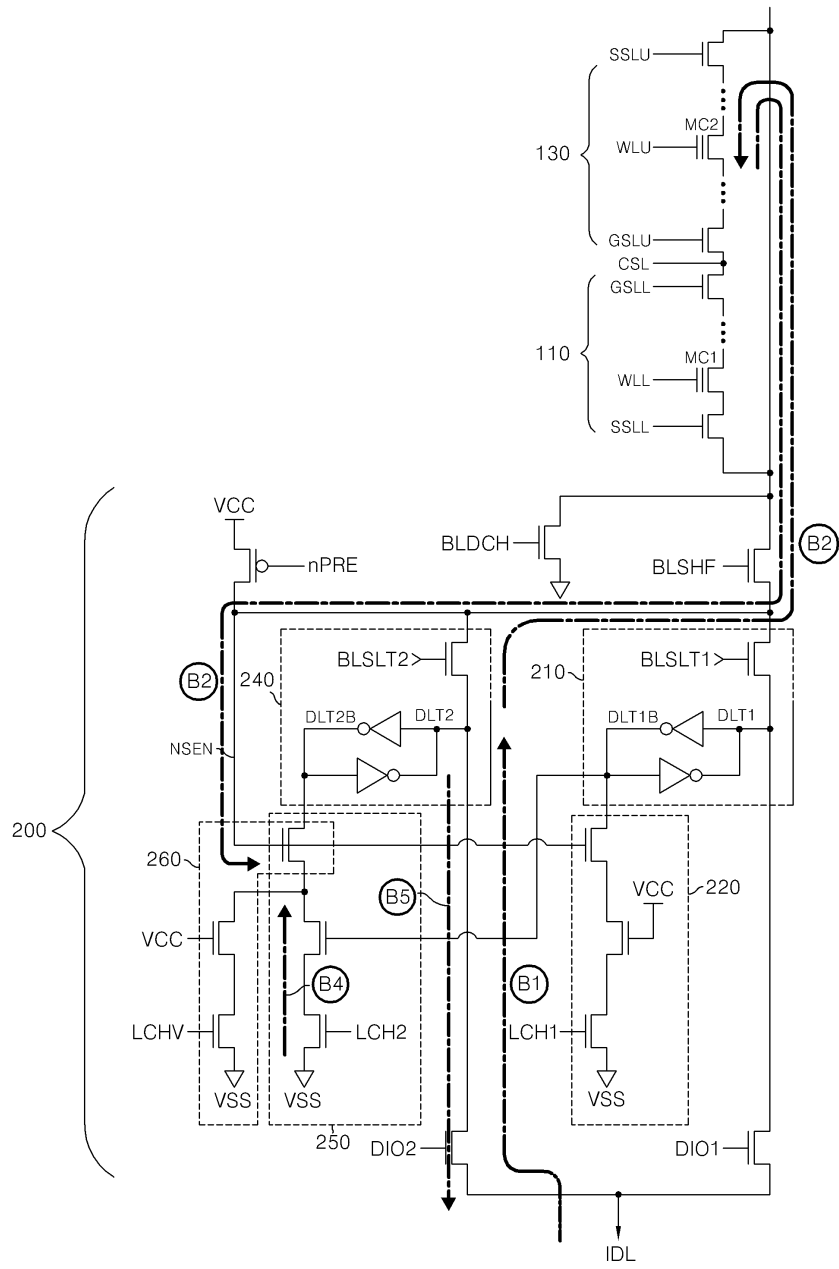 SSLU
MC2
WLU
130
GSLU
CSL
GSLL
110
MC1
WLL
SSLL
VCC
nPRE
BLDCH
BLSHF
B2
BLSLT2
BLSLT1
240
210
B2
DLT2B
DLT2
DLT1B
DLT1
NSEN
200
260
B5
220
VCC
VCC
B4
B1
LCHV
LCH2
LCH1
VSS
VSS
VSS
250
DIO2
DIO1
IDL